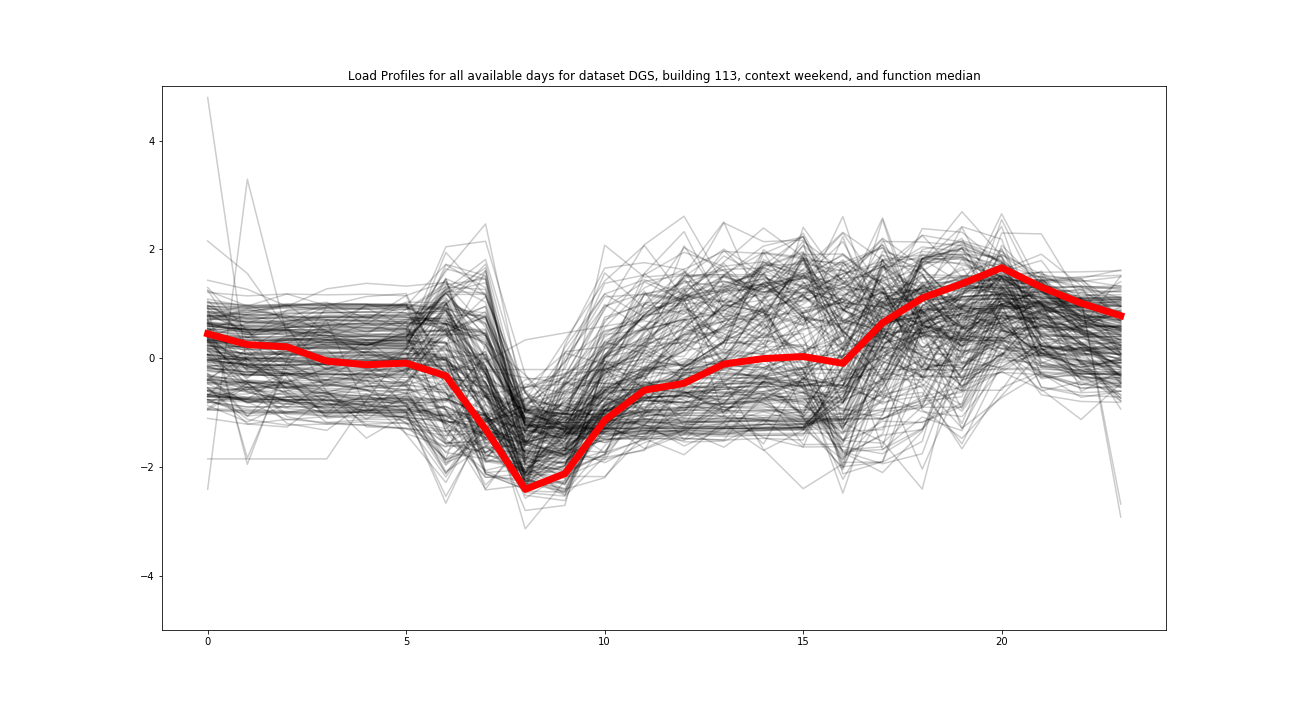 Load Profiles for all available days for dataset DGS, building 113, context weekend, and function median
4
2
0
−2
−4
0 5 10 15 20